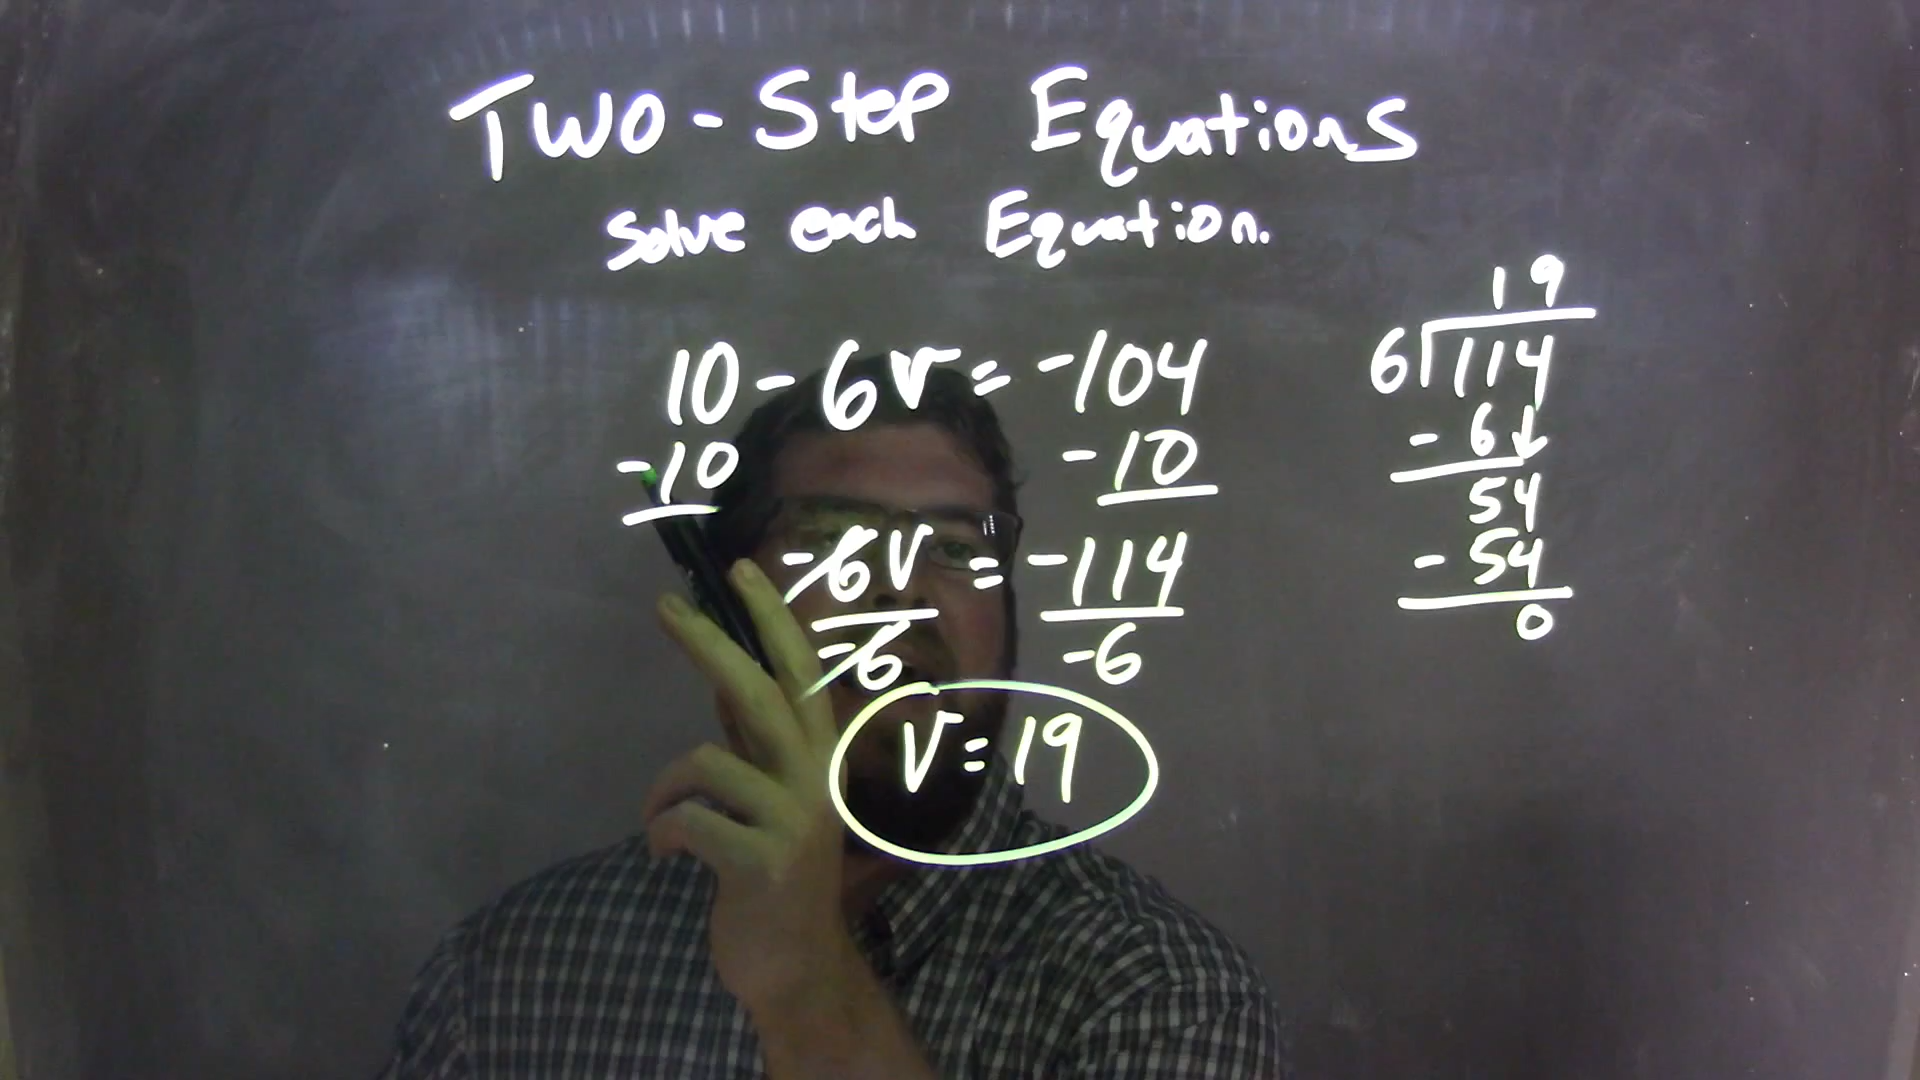 Two-Step Equations
Solve each Equation.
10 - 6v = -104
-10 -10
-6v = -114
-6 -6
v = 19
19
6 114
- 6↓
54
- 54
0